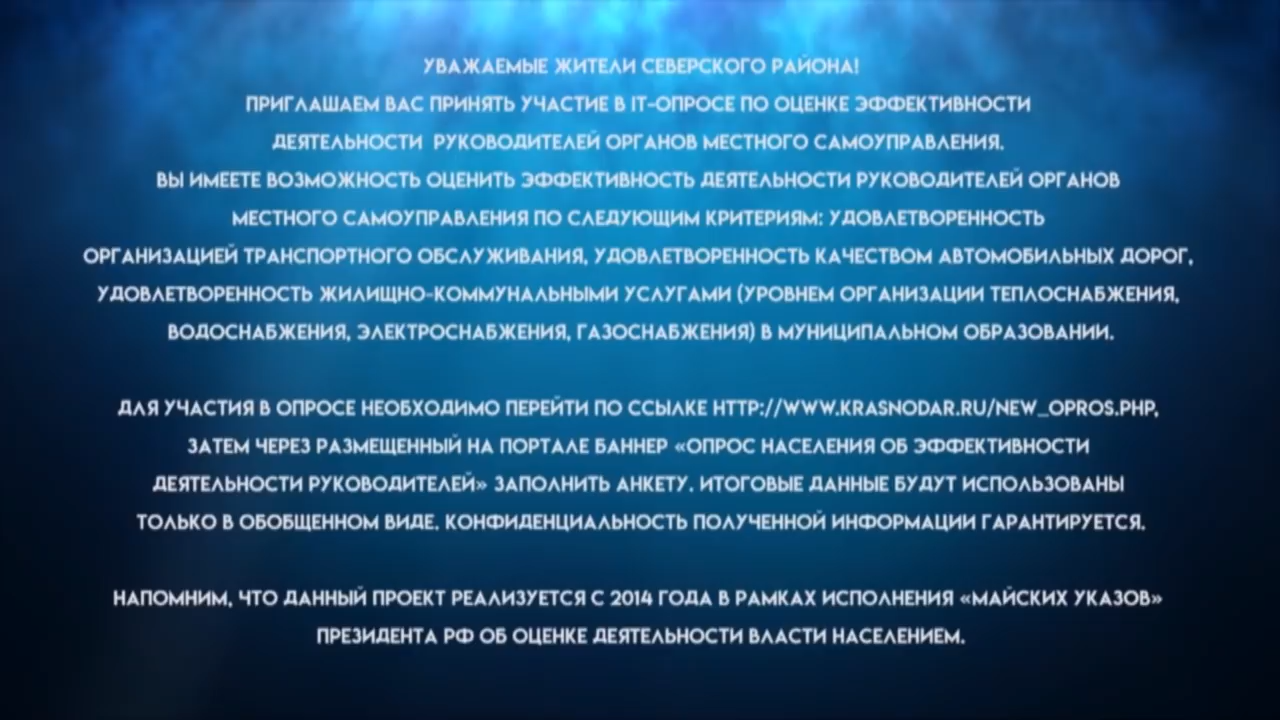 УВАЖАЕМЫЕ ЖИТЕЛИ СЕВЕРСКОГО РАЙОНА!
ПРИГЛАШАЕМ ВАС ПРИНЯТЬ УЧАСТИЕ В IT-ОПРОСЕ ПО ОЦЕНКЕ ЭФФЕКТИВНОСТИ
ДЕЯТЕЛЬНОСТИ РУКОВОДИТЕЛЕЙ ОРГАНОВ МЕСТНОГО САМОУПРАВЛЕНИЯ.
ВЫ ИМЕЕТЕ ВОЗМОЖНОСТЬ ОЦЕНИТЬ ЭФФЕКТИВНОСТЬ ДЕЯТЕЛЬНОСТИ РУКОВОДИТЕЛЕЙ ОРГАНОВ
МЕСТНОГО САМОУПРАВЛЕНИЯ ПО СЛЕДУЮЩИМ КРИТЕРИЯМ: УДОВЛЕТВОРЕННОСТЬ
ОРГАНИЗАЦИЕЙ ТРАНСПОРТНОГО ОБСЛУЖИВАНИЯ, УДОВЛЕТВОРЕННОСТЬ КАЧЕСТВОМ АВТОМОБИЛЬНЫХ ДОРОГ,
УДОВЛЕТВОРЕННОСТЬ ЖИЛИЩНО-КОММУНАЛЬНЫМИ УСЛУГАМИ (УРОВНЕМ ОРГАНИЗАЦИИ ТЕПЛОСНАБЖЕНИЯ,
ВОДОСНАБЖЕНИЯ, ЭЛЕКТРОСНАБЖЕНИЯ, ГАЗОСНАБЖЕНИЯ) В МУНИЦИПАЛЬНОМ ОБРАЗОВАНИИ.
ДЛЯ УЧАСТИЯ В ОПРОСЕ НЕОБХОДИМО ПЕРЕЙТИ ПО ССЫЛКЕ HTTP://WWW.KRASNODAR.RU/NEW_OPROS.PHP,
ЗАТЕМ ЧЕРЕЗ РАЗМЕЩЕННЫЙ НА ПОРТАЛЕ БАННЕР «ОПРОС НАСЕЛЕНИЯ ОБ ЭФФЕКТИВНОСТИ
ДЕЯТЕЛЬНОСТИ РУКОВОДИТЕЛЕЙ» ЗАПОЛНИТЬ АНКЕТУ. ИТОГОВЫЕ ДАННЫЕ БУДУТ ИСПОЛЬЗОВАНЫ
ТОЛЬКО В ОБОБЩЕННОМ ВИДЕ. КОНФИДЕНЦИАЛЬНОСТЬ ПОЛУЧЕННОЙ ИНФОРМАЦИИ ГАРАНТИРУЕТСЯ.
НАПОМНИМ, ЧТО ДАННЫЙ ПРОЕКТ РЕАЛИЗУЕТСЯ С 2014 ГОДА В РАМКАХ ИСПОЛНЕНИЯ «МАЙСКИХ УКАЗОВ»
ПРЕЗИДЕНТА РФ ОБ ОЦЕНКЕ ДЕЯТЕЛЬНОСТИ ВЛАСТИ НАСЕЛЕНИЕМ.